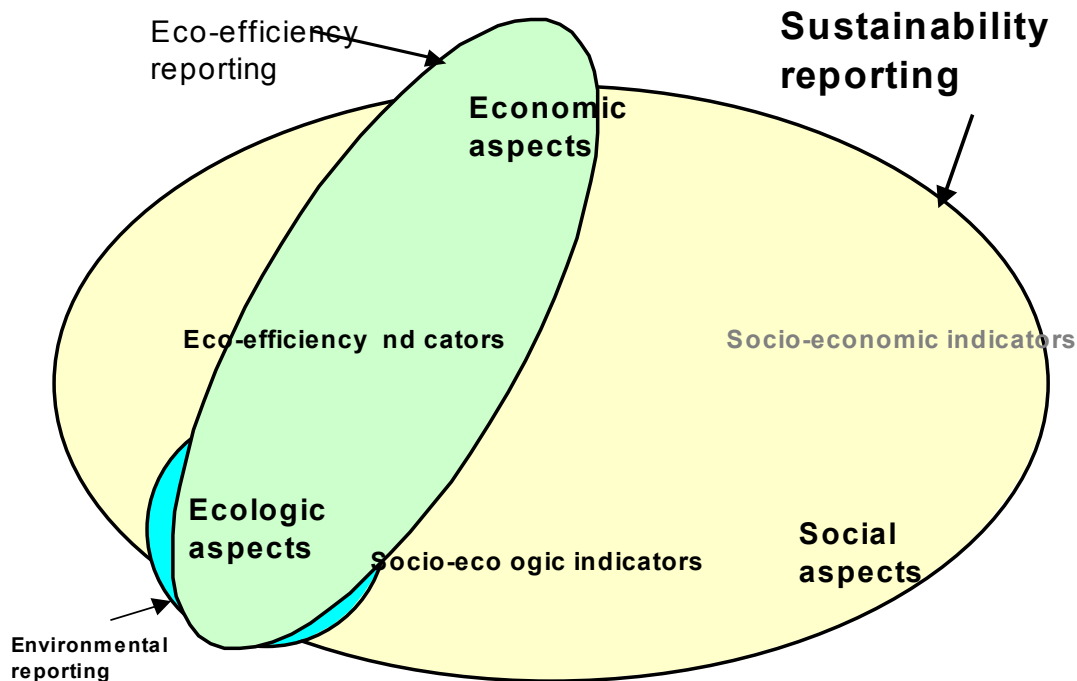 Eco-efficiency
reporting
Sustainability
reporting
Economic
aspects
Eco-efficiency nd cators
Socio-economic indicators
Ecologic
aspects
Socio-eco ogic indicators
Social
aspects
Environmental
reporting